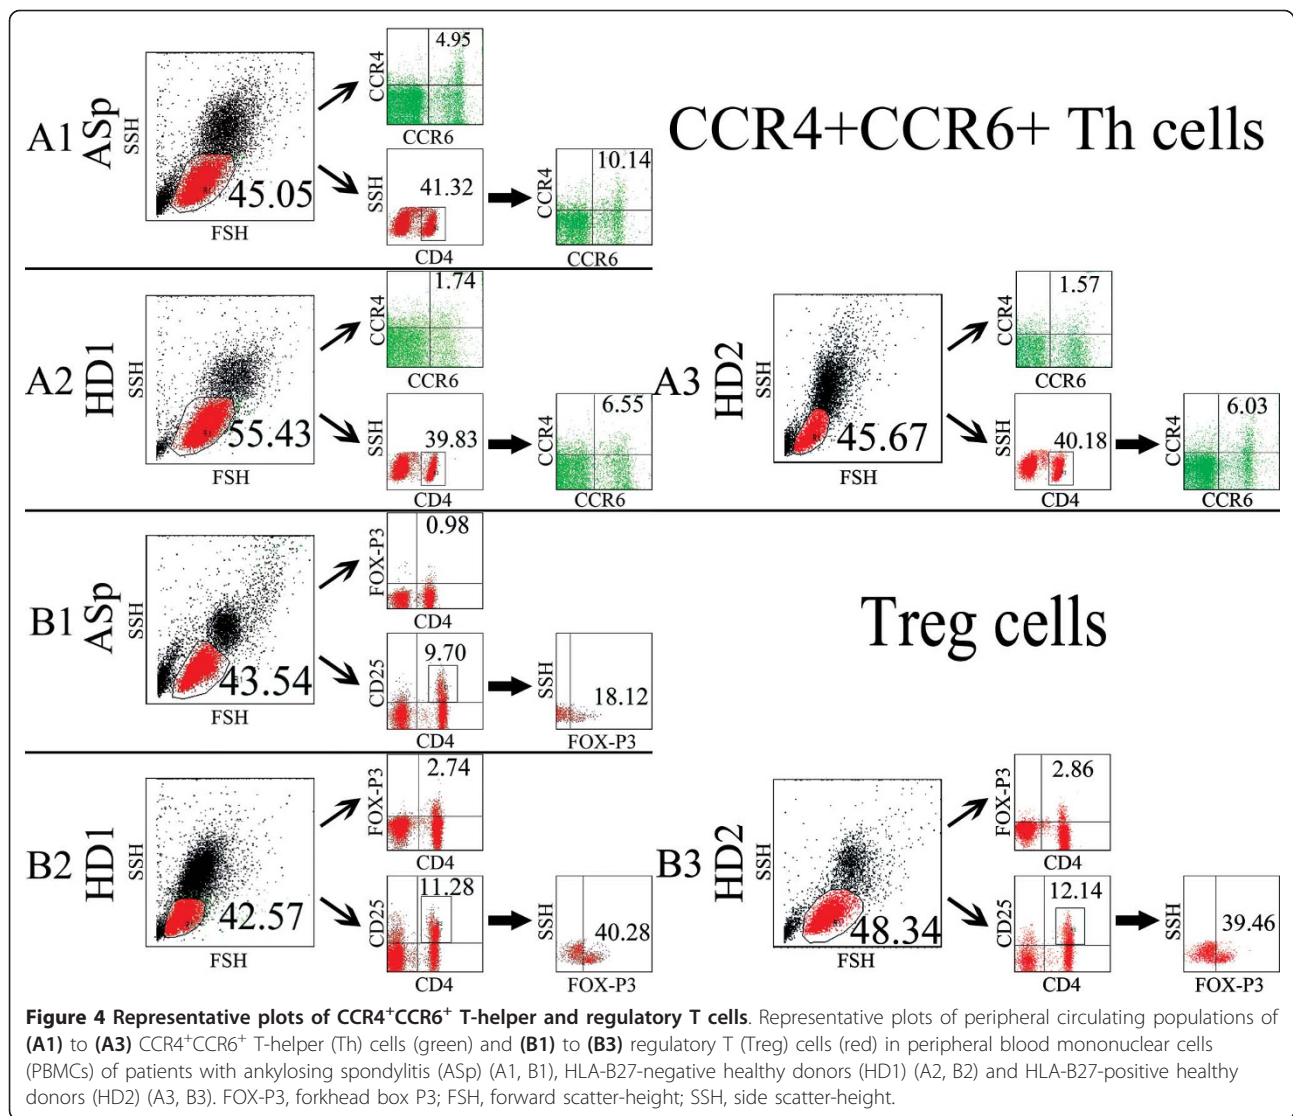 A1
ASp
SSH
45.05
FSH
CCR4
4.95
CCR6
SSH
41.32
CD4
CCR4
10.14
CCR6
CCR4+CCR6+ Th cells
A2
HD1
SSH
55.43
FSH
CCR4
1.74
CCR6
SSH
39.83
CD4
CCR4
6.55
CCR6
A3
HD2
SSH
45.67
FSH
CCR4
1.57
CCR6
SSH
40.18
CD4
CCR4
6.03
CCR6
B1
ASp
SSH
43.54
FSH
FOX-P3
0.98
CD4
CD25
9.70
CD4
SSH
18.12
FOX-P3
Treg cells
B2
HD1
SSH
42.57
FSH
FOX-P3
2.74
CD4
CD25
11.28
CD4
SSH
40.28
FOX-P3
B3
HD2
SSH
48.34
FSH
FOX-P3
2.86
CD4
CD25
12.14
CD4
SSH
39.46
FOX-P3
Figure 4 Representative plots of CCR4⁺CCR6⁺ T-helper and regulatory T cells. Representative plots of peripheral circulating populations of
(A1) to (A3) CCR4⁺CCR6⁺ T-helper (Th) cells (green) and (B1) to (B3) regulatory T (Treg) cells (red) in peripheral blood mononuclear cells
(PBMCs) of patients with ankylosing spondylitis (ASp) (A1, B1), HLA-B27-negative healthy donors (HD1) (A2, B2) and HLA-B27-positive healthy
donors (HD2) (A3, B3). FOX-P3, forkhead box P3; FSH, forward scatter-height; SSH, side scatter-height.